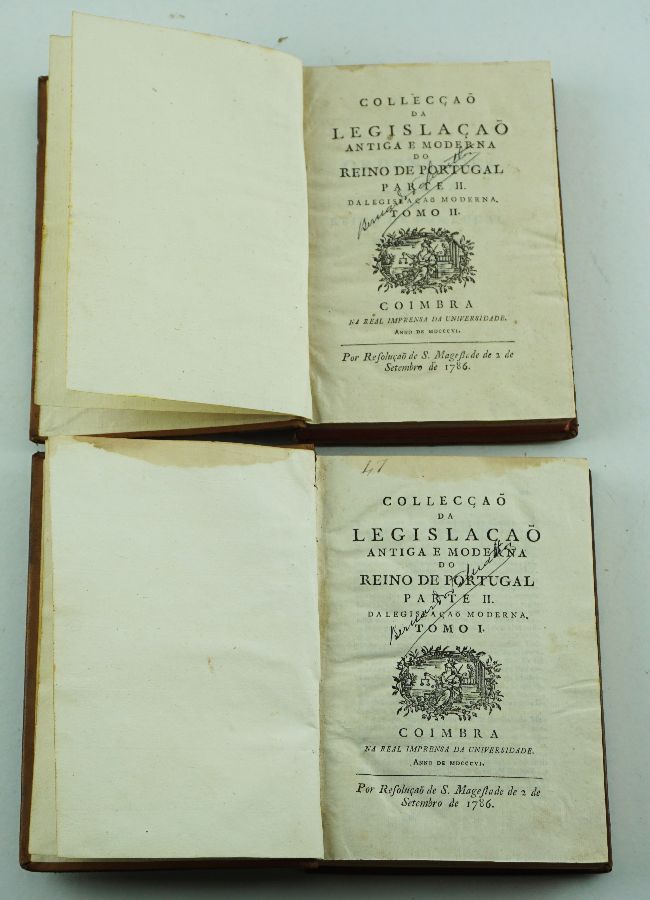 COLLECÇAÕ
DA
LEGISLAÇAÕ
ANTIGA E MODERNA
DO
REINO DE PORTUGAL
PARTE II.
DA LEGISLAÇAÕ MODERNA.
TOMO II.
COIMBRA
NA REAL IMPRENSA DA UNIVERSIDADE.
ANNO DE MDCCCVI.
Por Resoluçaõ de S. Magestade de 2 de
Setembro de 1786.
47
COLLECÇAÕ
DA
LEGISLAÇAÕ
ANTIGA E MODERNA
DO
REINO DE PORTUGAL
PARTE II.
DA LEGISLAÇAÕ MODERNA.
TOMO I.
COIMBRA
NA REAL IMPRENSA DA UNIVERSIDADE.
ANNO DE MDCCCVI.
Por Resoluçaõ de S. Magestade de 2 de
Setembro de 1786.